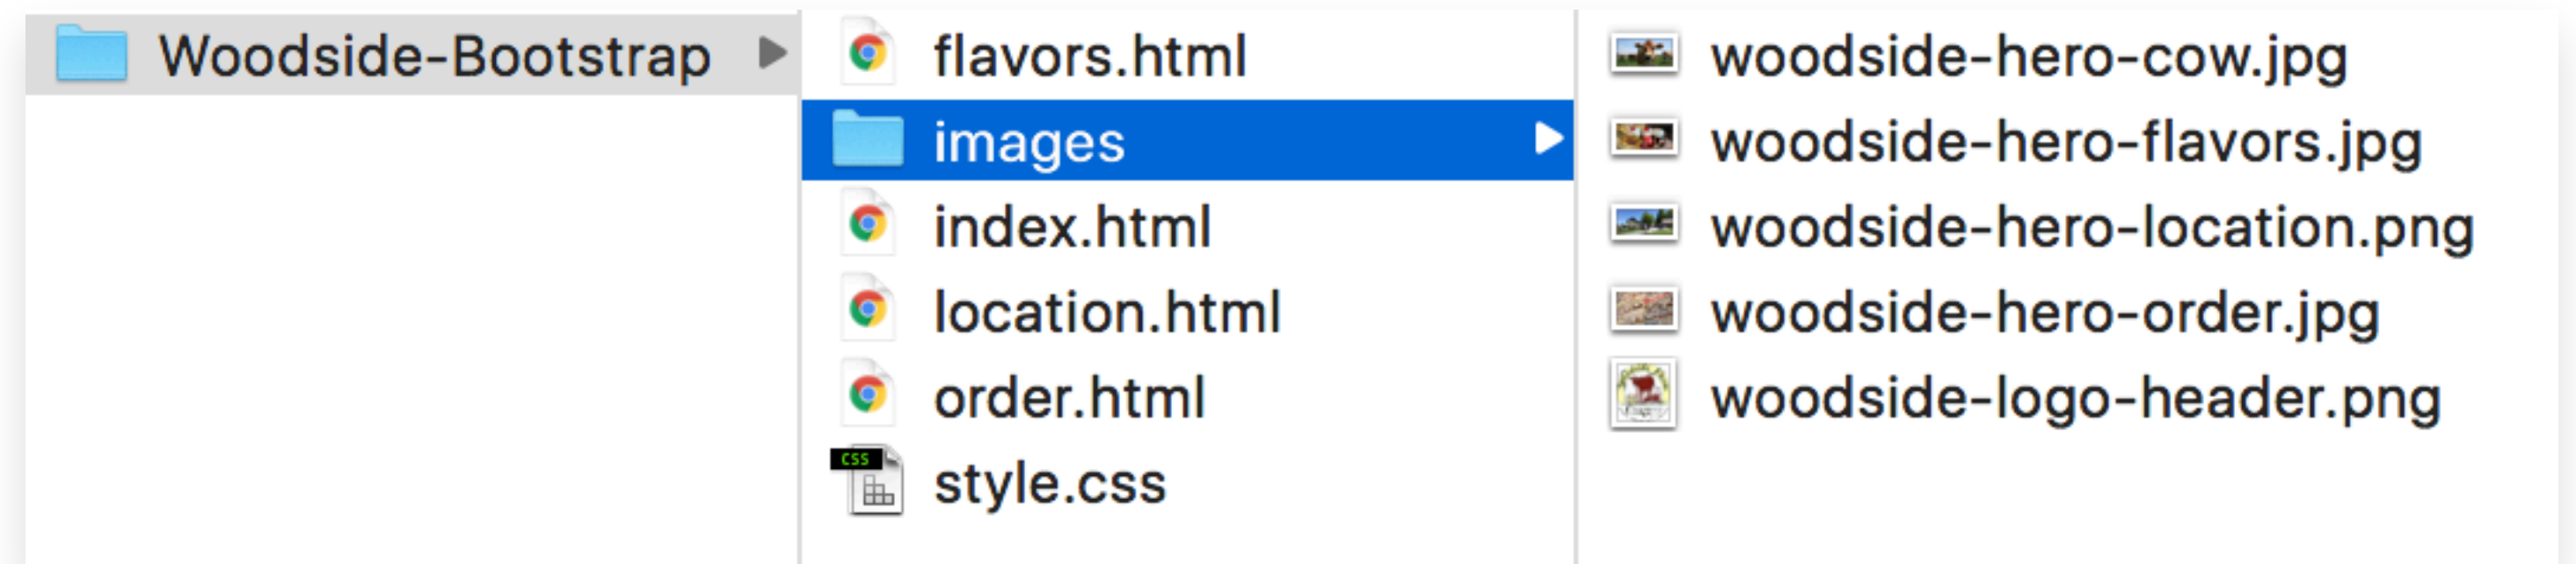 Woodside-Bootstrap
flavors.html
images
index.html
location.html
order.html
CSS
style.css
woodside-hero-cow.jpg
woodside-hero-flavors.jpg
woodside-hero-location.png
woodside-hero-order.jpg
woodside-logo-header.png